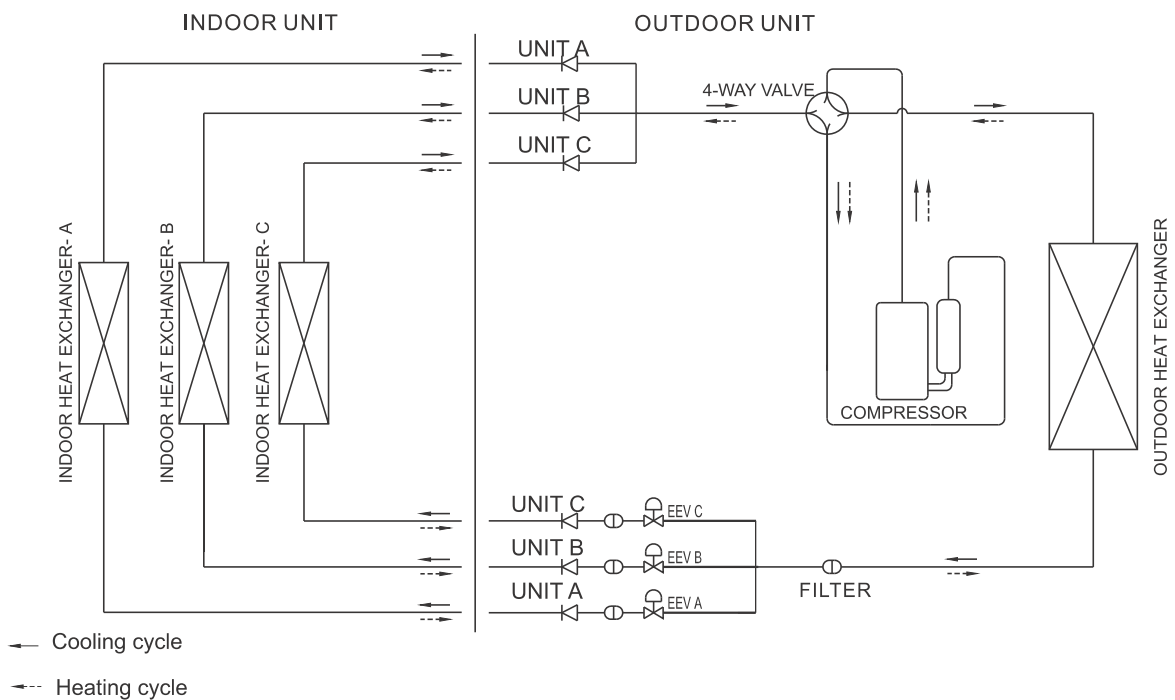 INDOOR UNIT
OUTDOOR UNIT
UNIT A
UNIT B
UNIT C
4-WAY VALVE
INDOOR HEAT EXCHANGER- A
INDOOR HEAT EXCHANGER- B
INDOOR HEAT EXCHANGER- C
COMPRESSOR
OUTDOOR HEAT EXCHANGER
UNIT C
EEV C
UNIT B
EEV B
UNIT A
EEV A
FILTER
Cooling cycle
Heating cycle